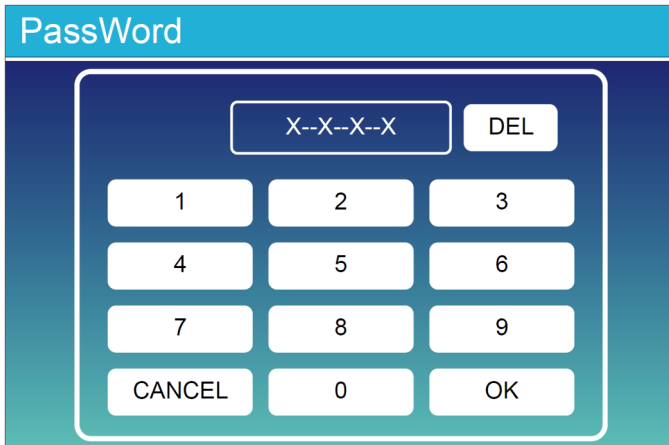 PassWord
X--X--X--X DEL
1 2 3
4 5 6
7 8 9
CANCEL 0 OK